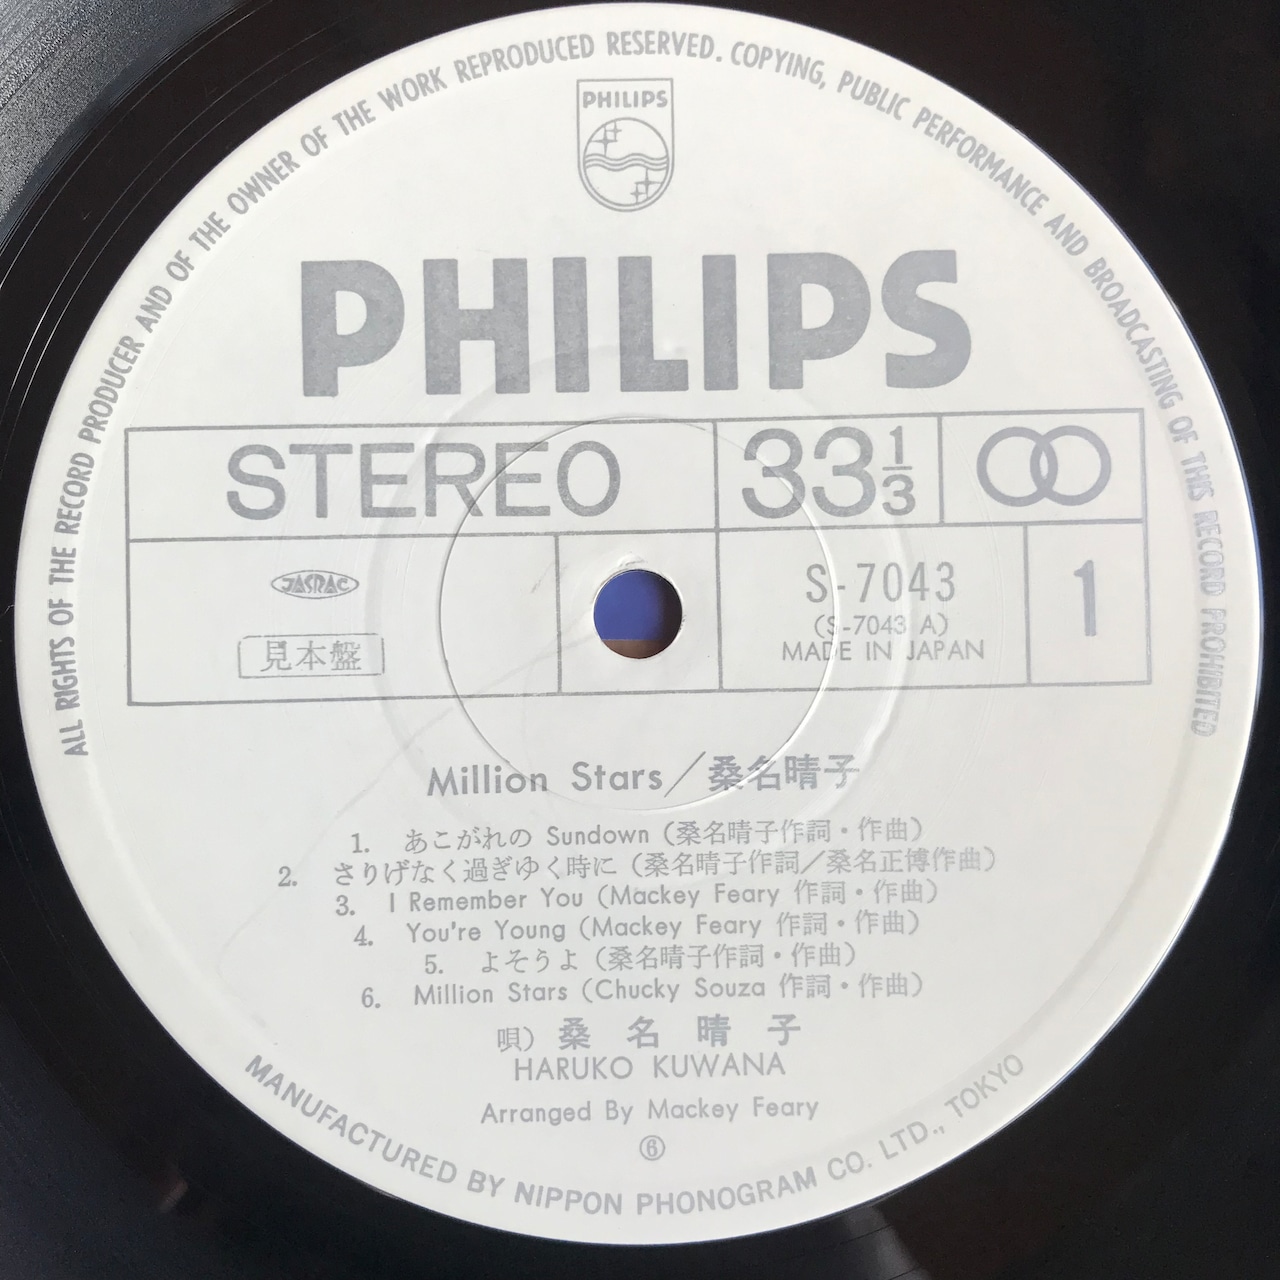 ALL RIGHTS OF THE RECORD PRODUCER AND OF THE OWNER OF THE WORK REPRODUCED RESERVED. COPYING, PUBLIC PERFORMANCE AND BROADCASTING OF THIS RECORD PROHIBITED
PHILIPS
PHILIPS
STEREO 33 1/3
JASRAC
見本盤
S-7043
(S-7043 A)
MADE IN JAPAN
1
Million Stars/桑名晴子
1. あこがれの Sundown (桑名晴子作詞・作曲)
2. さりげなく過ぎゆく時に (桑名晴子作詞/桑名正博作曲)
3. I Remember You (Mackey Feary 作詞・作曲)
4. You're Young (Mackey Feary 作詞・作曲)
5. よそうよ (桑名晴子作詞・作曲)
6. Million Stars (Chucky Souza 作詞・作曲)
唄) 桑名晴子
HARUKO KUWANA
Arranged By Mackey Feary
⑥
MANUFACTURED BY NIPPON PHONOGRAM CO. LTD., TOKYO